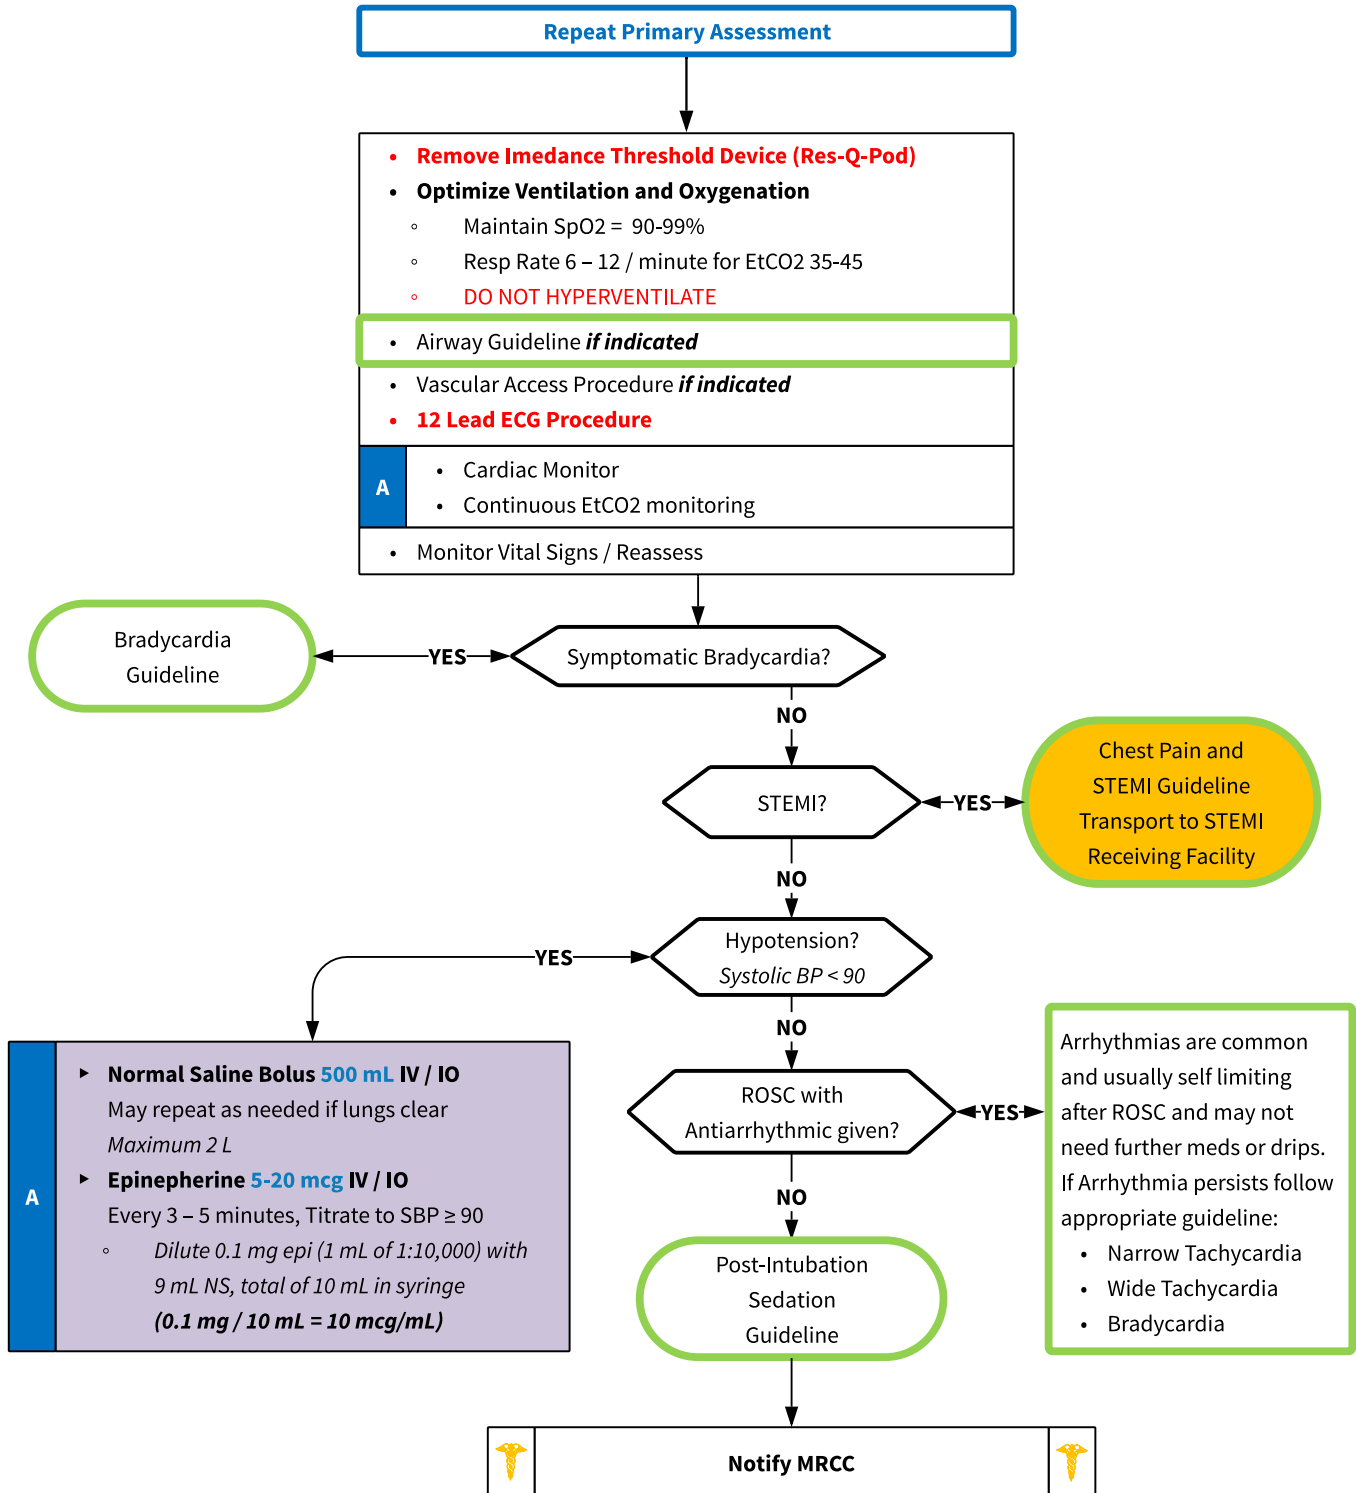 Repeat Primary Assessment
• Remove Imedance Threshold Device (Res-Q-Pod)
• Optimize Ventilation and Oxygenation
◦ Maintain SpO2 = 90-99%
◦ Resp Rate 6 – 12 / minute for EtCO2 35-45
◦ DO NOT HYPERVENTILATE
• Airway Guideline if indicated
• Vascular Access Procedure if indicated
• 12 Lead ECG Procedure
A
• Cardiac Monitor
• Continuous EtCO2 monitoring
• Monitor Vital Signs / Reassess
Symptomatic Bradycardia?
YES
Bradycardia
Guideline
NO
STEMI?
YES
Chest Pain and
STEMI Guideline
Transport to STEMI
Receiving Facility
NO
Hypotension?
Systolic BP < 90
YES
A
▸ Normal Saline Bolus 500 mL IV / IO
May repeat as needed if lungs clear
Maximum 2 L
▸ Epinepherine 5-20 mcg IV / IO
Every 3 – 5 minutes, Titrate to SBP ≥ 90
◦ Dilute 0.1 mg epi (1 mL of 1:10,000) with
9 mL NS, total of 10 mL in syringe
(0.1 mg / 10 mL = 10 mcg/mL)
NO
ROSC with
Antiarrhythmic given?
YES
Arrhythmias are common
and usually self limiting
after ROSC and may not
need further meds or drips.
If Arrhythmia persists follow
appropriate guideline:
• Narrow Tachycardia
• Wide Tachycardia
• Bradycardia
NO
Post-Intubation
Sedation
Guideline
Notify MRCC